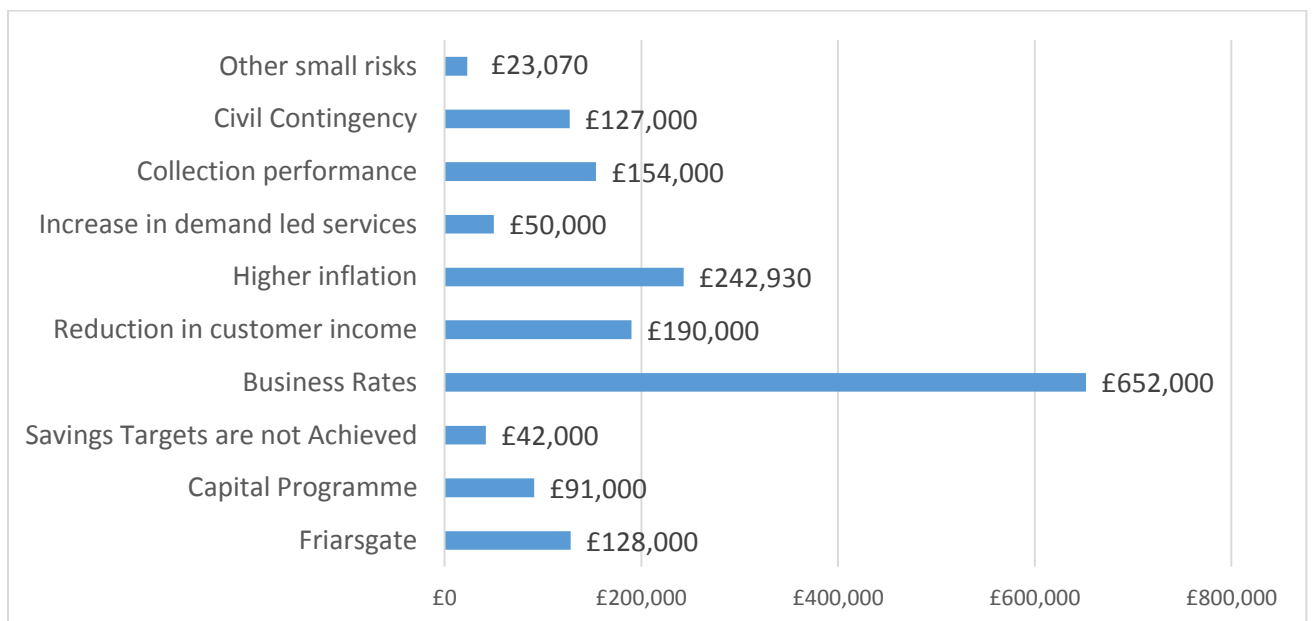 Other small risks £23,070
Civil Contingency £127,000
Collection performance £154,000
Increase in demand led services £50,000
Higher inflation £242,930
Reduction in customer income £190,000
Business Rates £652,000
Savings Targets are not Achieved £42,000
Capital Programme £91,000
Friarsgate £128,000
£0 £200,000 £400,000 £600,000 £800,000